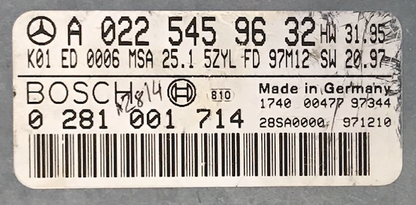 A 022 545 96 32 HW 31.95
K01 ED 0006 MSA 25.1 5ZYL FD 97M12 SW 20.97
BOSCH 810 Made in Germany
1740 00477 97344
0 281 001 714 28SA0000 971210